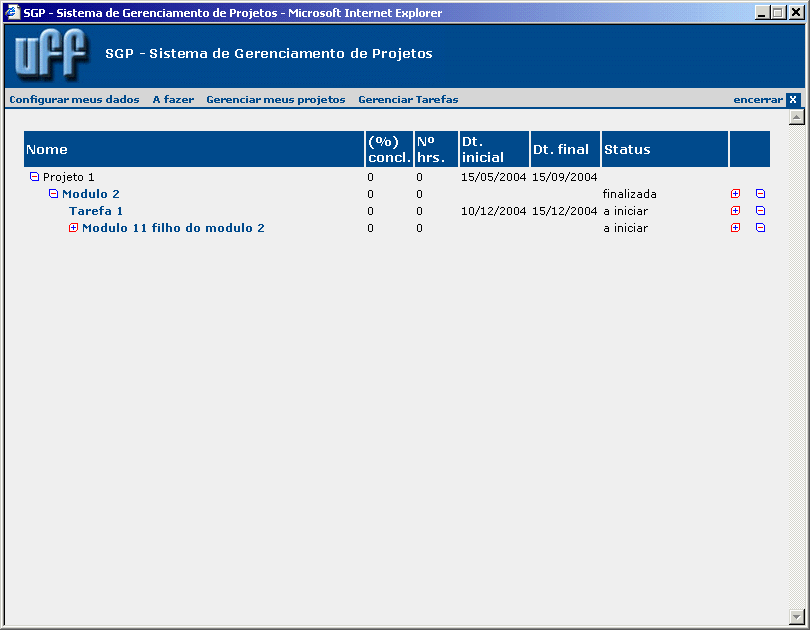 SGP - Sistema de Gerenciamento de Projetos - Microsoft Internet Explorer
uff SGP - Sistema de Gerenciamento de Projetos
Configurar meus dados A fazer Gerenciar meus projetos Gerenciar Tarefas encerrar X
Nome (%) concl. Nº hrs. Dt. inicial Dt. final Status
Projeto 1 0 0 15/05/2004 15/09/2004
Modulo 2 0 0 finalizada
Tarefa 1 0 0 10/12/2004 15/12/2004 a iniciar
Modulo 11 filho do modulo 2 0 0 a iniciar